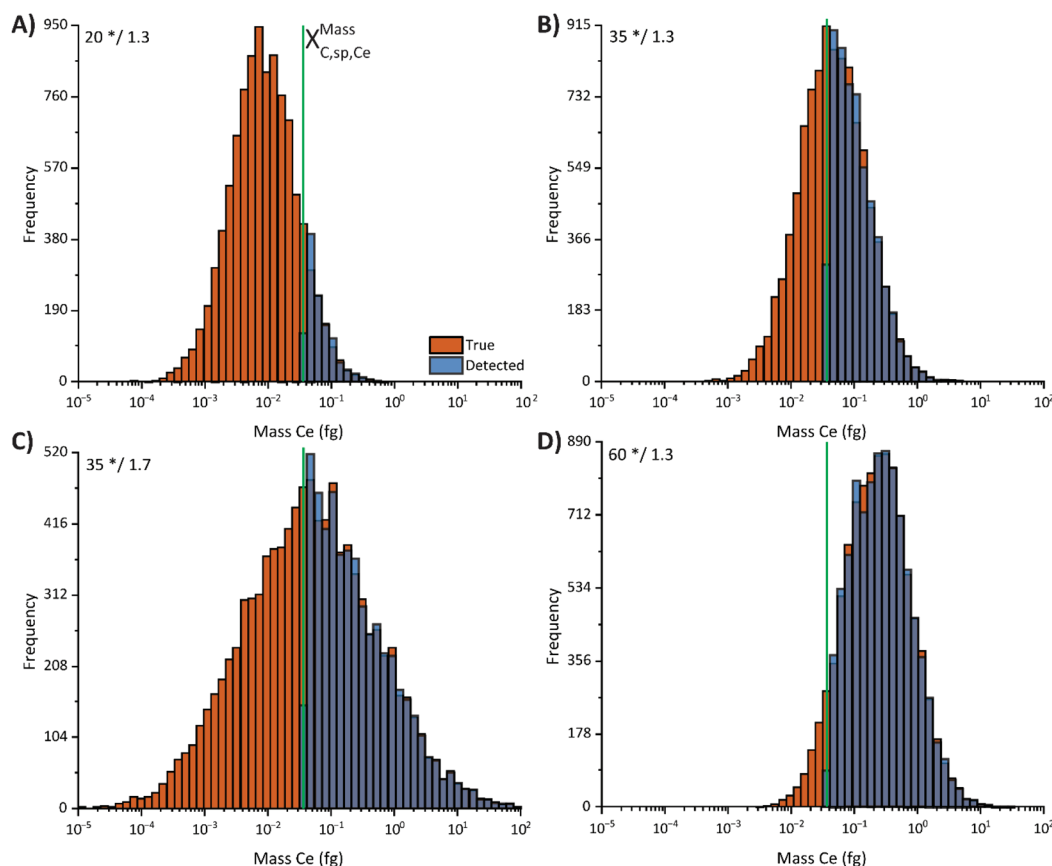 A)
20 */ 1.3
X Mass C,sp,Ce
Frequency
950
760
570
380
190
0
True
Detected
10⁻⁵ 10⁻⁴ 10⁻³ 10⁻² 10⁻¹ 10⁰ 10¹ 10²
Mass Ce (fg)
B)
35 */ 1.3
Frequency
915
732
549
366
183
0
10⁻⁵ 10⁻⁴ 10⁻³ 10⁻² 10⁻¹ 10⁰ 10¹ 10²
Mass Ce (fg)
C)
35 */ 1.7
Frequency
520
416
312
208
104
0
10⁻⁵ 10⁻⁴ 10⁻³ 10⁻² 10⁻¹ 10⁰ 10¹ 10²
Mass Ce (fg)
D)
60 */ 1.3
Frequency
890
712
534
356
178
0
10⁻⁵ 10⁻⁴ 10⁻³ 10⁻² 10⁻¹ 10⁰ 10¹ 10²
Mass Ce (fg)